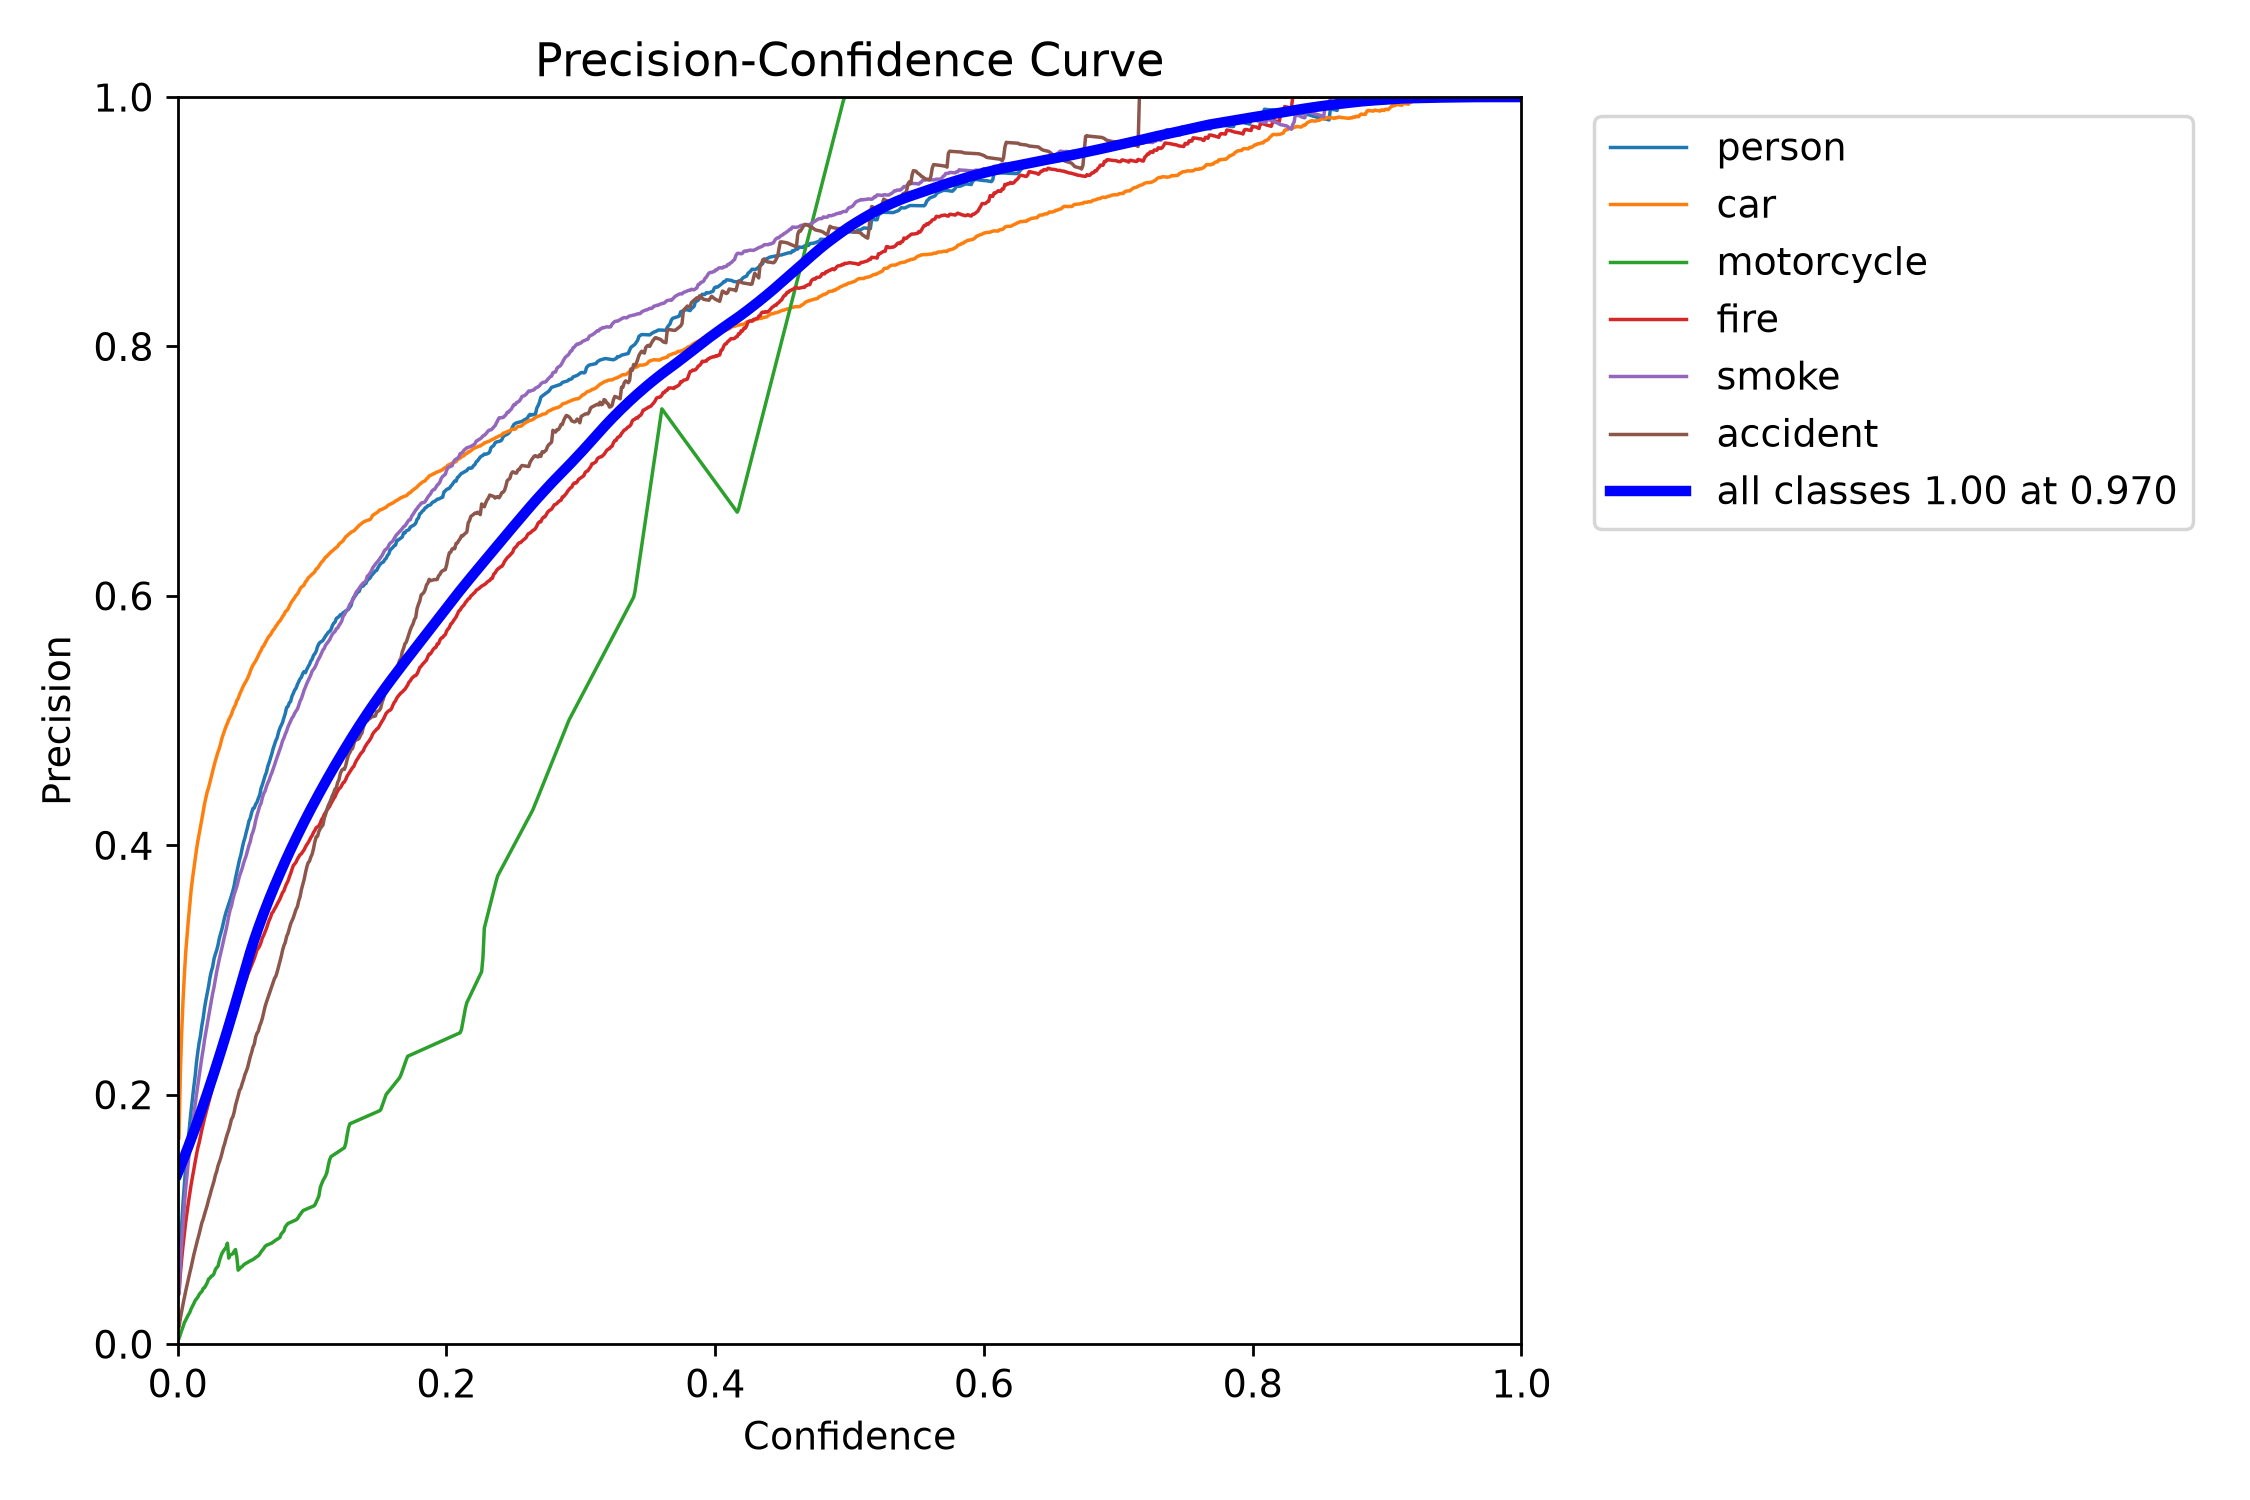 Precision-Confidence Curve
1.0
0.8
0.6
0.4
0.2
0.0
Precision
0.0 0.2 0.4 0.6 0.8 1.0
Confidence
person
car
motorcycle
fire
smoke
accident
all classes 1.00 at 0.970